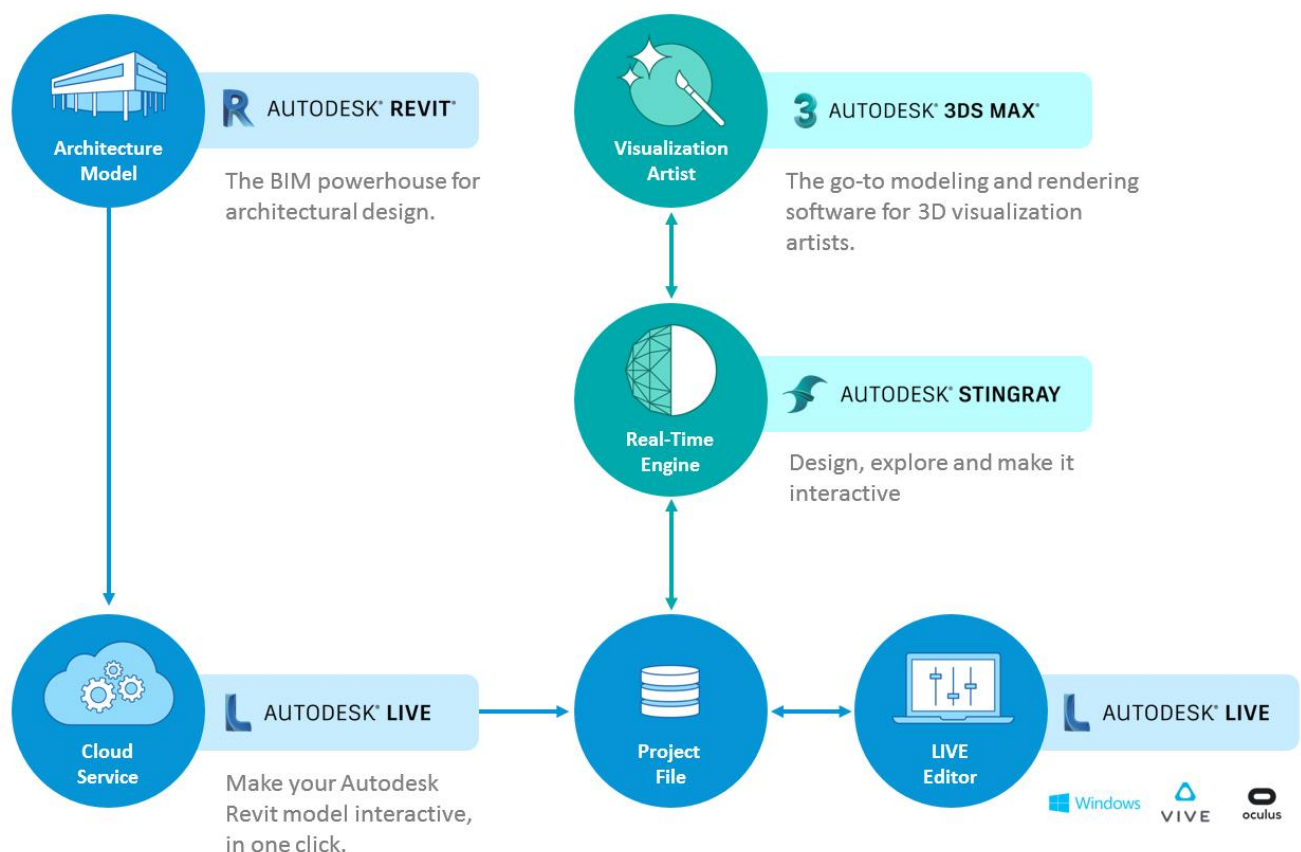 Architecture
Model
R AUTODESK® REVIT®
The BIM powerhouse for
architectural design.
Visualization
Artist
3 AUTODESK® 3DS MAX®
The go-to modeling and rendering
software for 3D visualization
artists.
Real-Time
Engine
AUTODESK® STINGRAY
Design, explore and make it
interactive
Cloud
Service
L AUTODESK® LIVE
Make your Autodesk
Revit model interactive,
in one click.
Project
File
LIVE
Editor
L AUTODESK® LIVE
Windows
VIVE
oculus